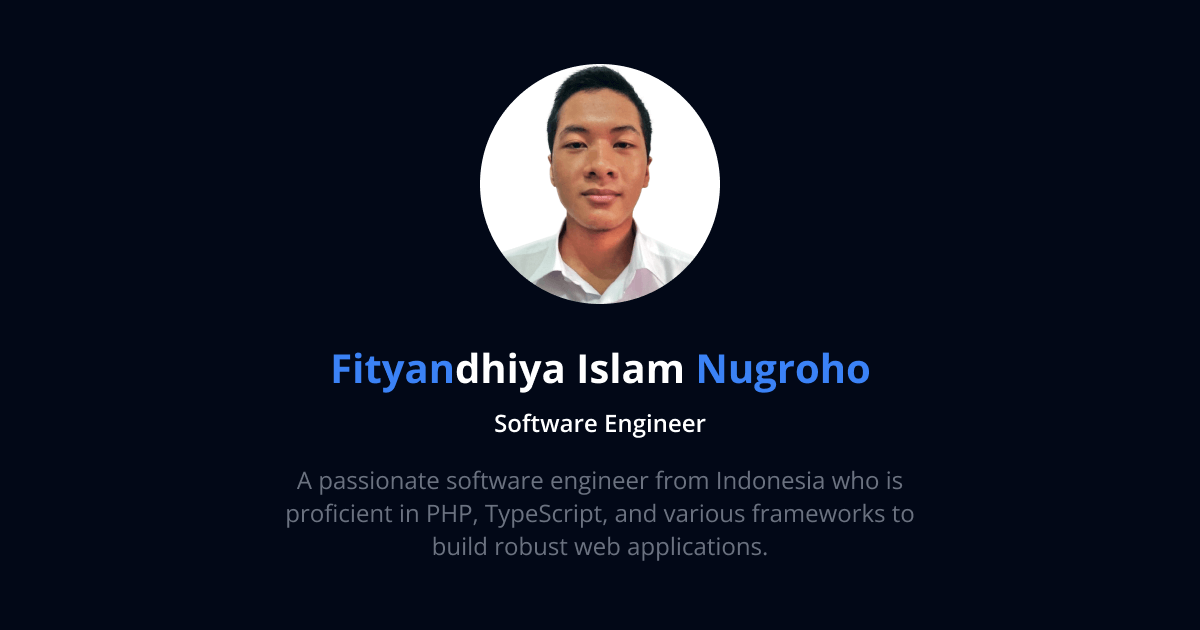 Fityandhiya Islam Nugroho
Software Engineer
A passionate software engineer from Indonesia who is
proficient in PHP, TypeScript, and various frameworks to
build robust web applications.